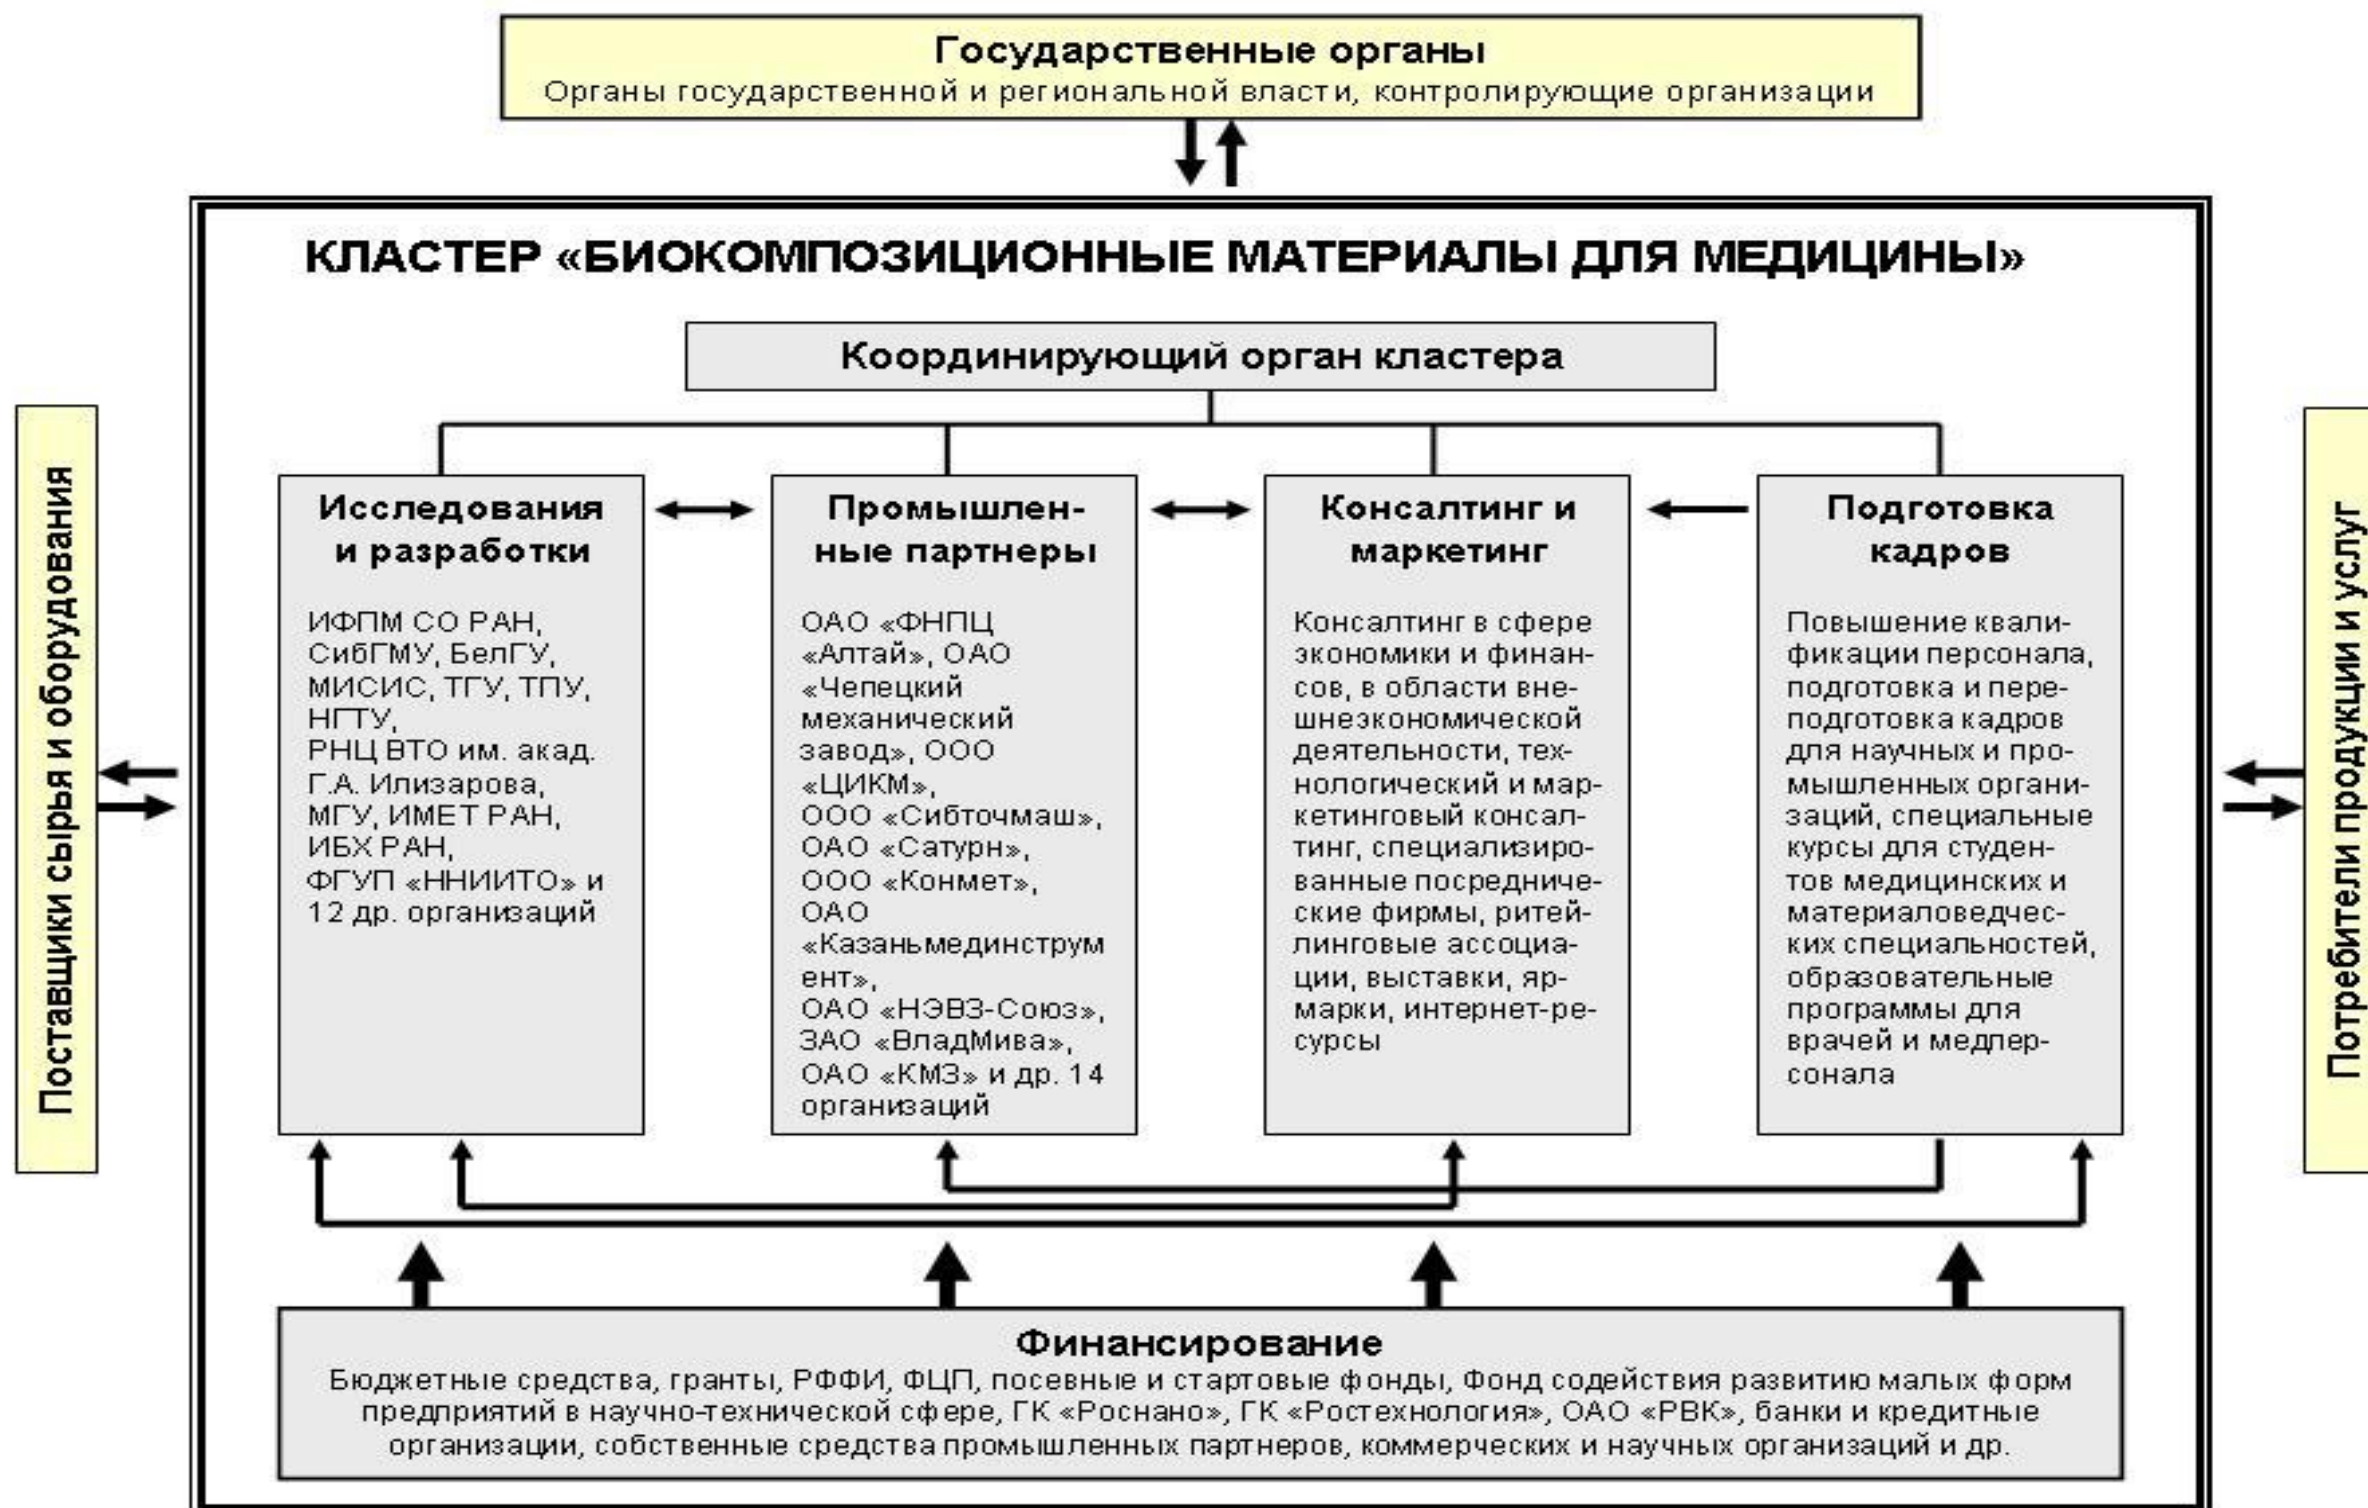 Государственные органы
Органы государственной и региональной власти, контролирующие организации
КЛАСТЕР «БИОКОМПОЗИЦИОННЫЕ МАТЕРИАЛЫ ДЛЯ МЕДИЦИНЫ»
Координирующий орган кластера
Поставщики сырья и оборудования
Исследования
и разработки
ИФПМ СО РАН,
СибГМУ, БелГУ,
МИСИС, ТГУ, ТПУ,
НГТУ,
РНЦ ВТО им. акад.
Г.А. Илизарова,
МГУ, ИМЕТ РАН,
ИБХ РАН,
ФГУП «ННИИТО» и
12 др. организаций
Промышлен-
ные партнеры
ОАО «ФНПЦ
«Алтай», ОАО
«Чепецкий
механический
завод», ООО
«ЦИКМ»,
ООО «Сибточмаш»,
ОАО «Сатурн»,
ООО «Конмет»,
ОАО
«Казаньмединструм
ент»,
ОАО «НЭВЗ-Союз»,
ЗАО «ВладМива»,
ОАО «КМЗ» и др. 14
организаций
Консалтинг и
маркетинг
Консалтинг в сфере
экономики и финан-
сов, в области вне-
шнеэкономической
деятельности, тех-
нологический и мар-
кетинговый консал-
тинг, специализиро-
ванные посредниче-
ские фирмы, ритей-
линговые ассоциа-
ции, выставки, яр-
марки, интернет-ре-
сурсы
Подготовка
кадров
Повышение квали-
фикации персонала,
подготовка и пере-
подготовка кадров
для научных и про-
мышленных органи-
заций, специальные
курсы для студен-
тов медицинских и
материаловедчес-
ких специальностей,
образовательные
программы для
врачей и медпер-
сонала
Потребители продукции и услуг
Финансирование
Бюджетные средства, гранты, РФФИ, ФЦП, посевные и стартовые фонды, Фонд содействия развитию малых форм
предприятий в научно-технической сфере, ГК «Роснано», ГК «Ростехнология», ОАО «РВК», банки и кредитные
организации, собственные средства промышленных партнеров, коммерческих и научных организаций и др.